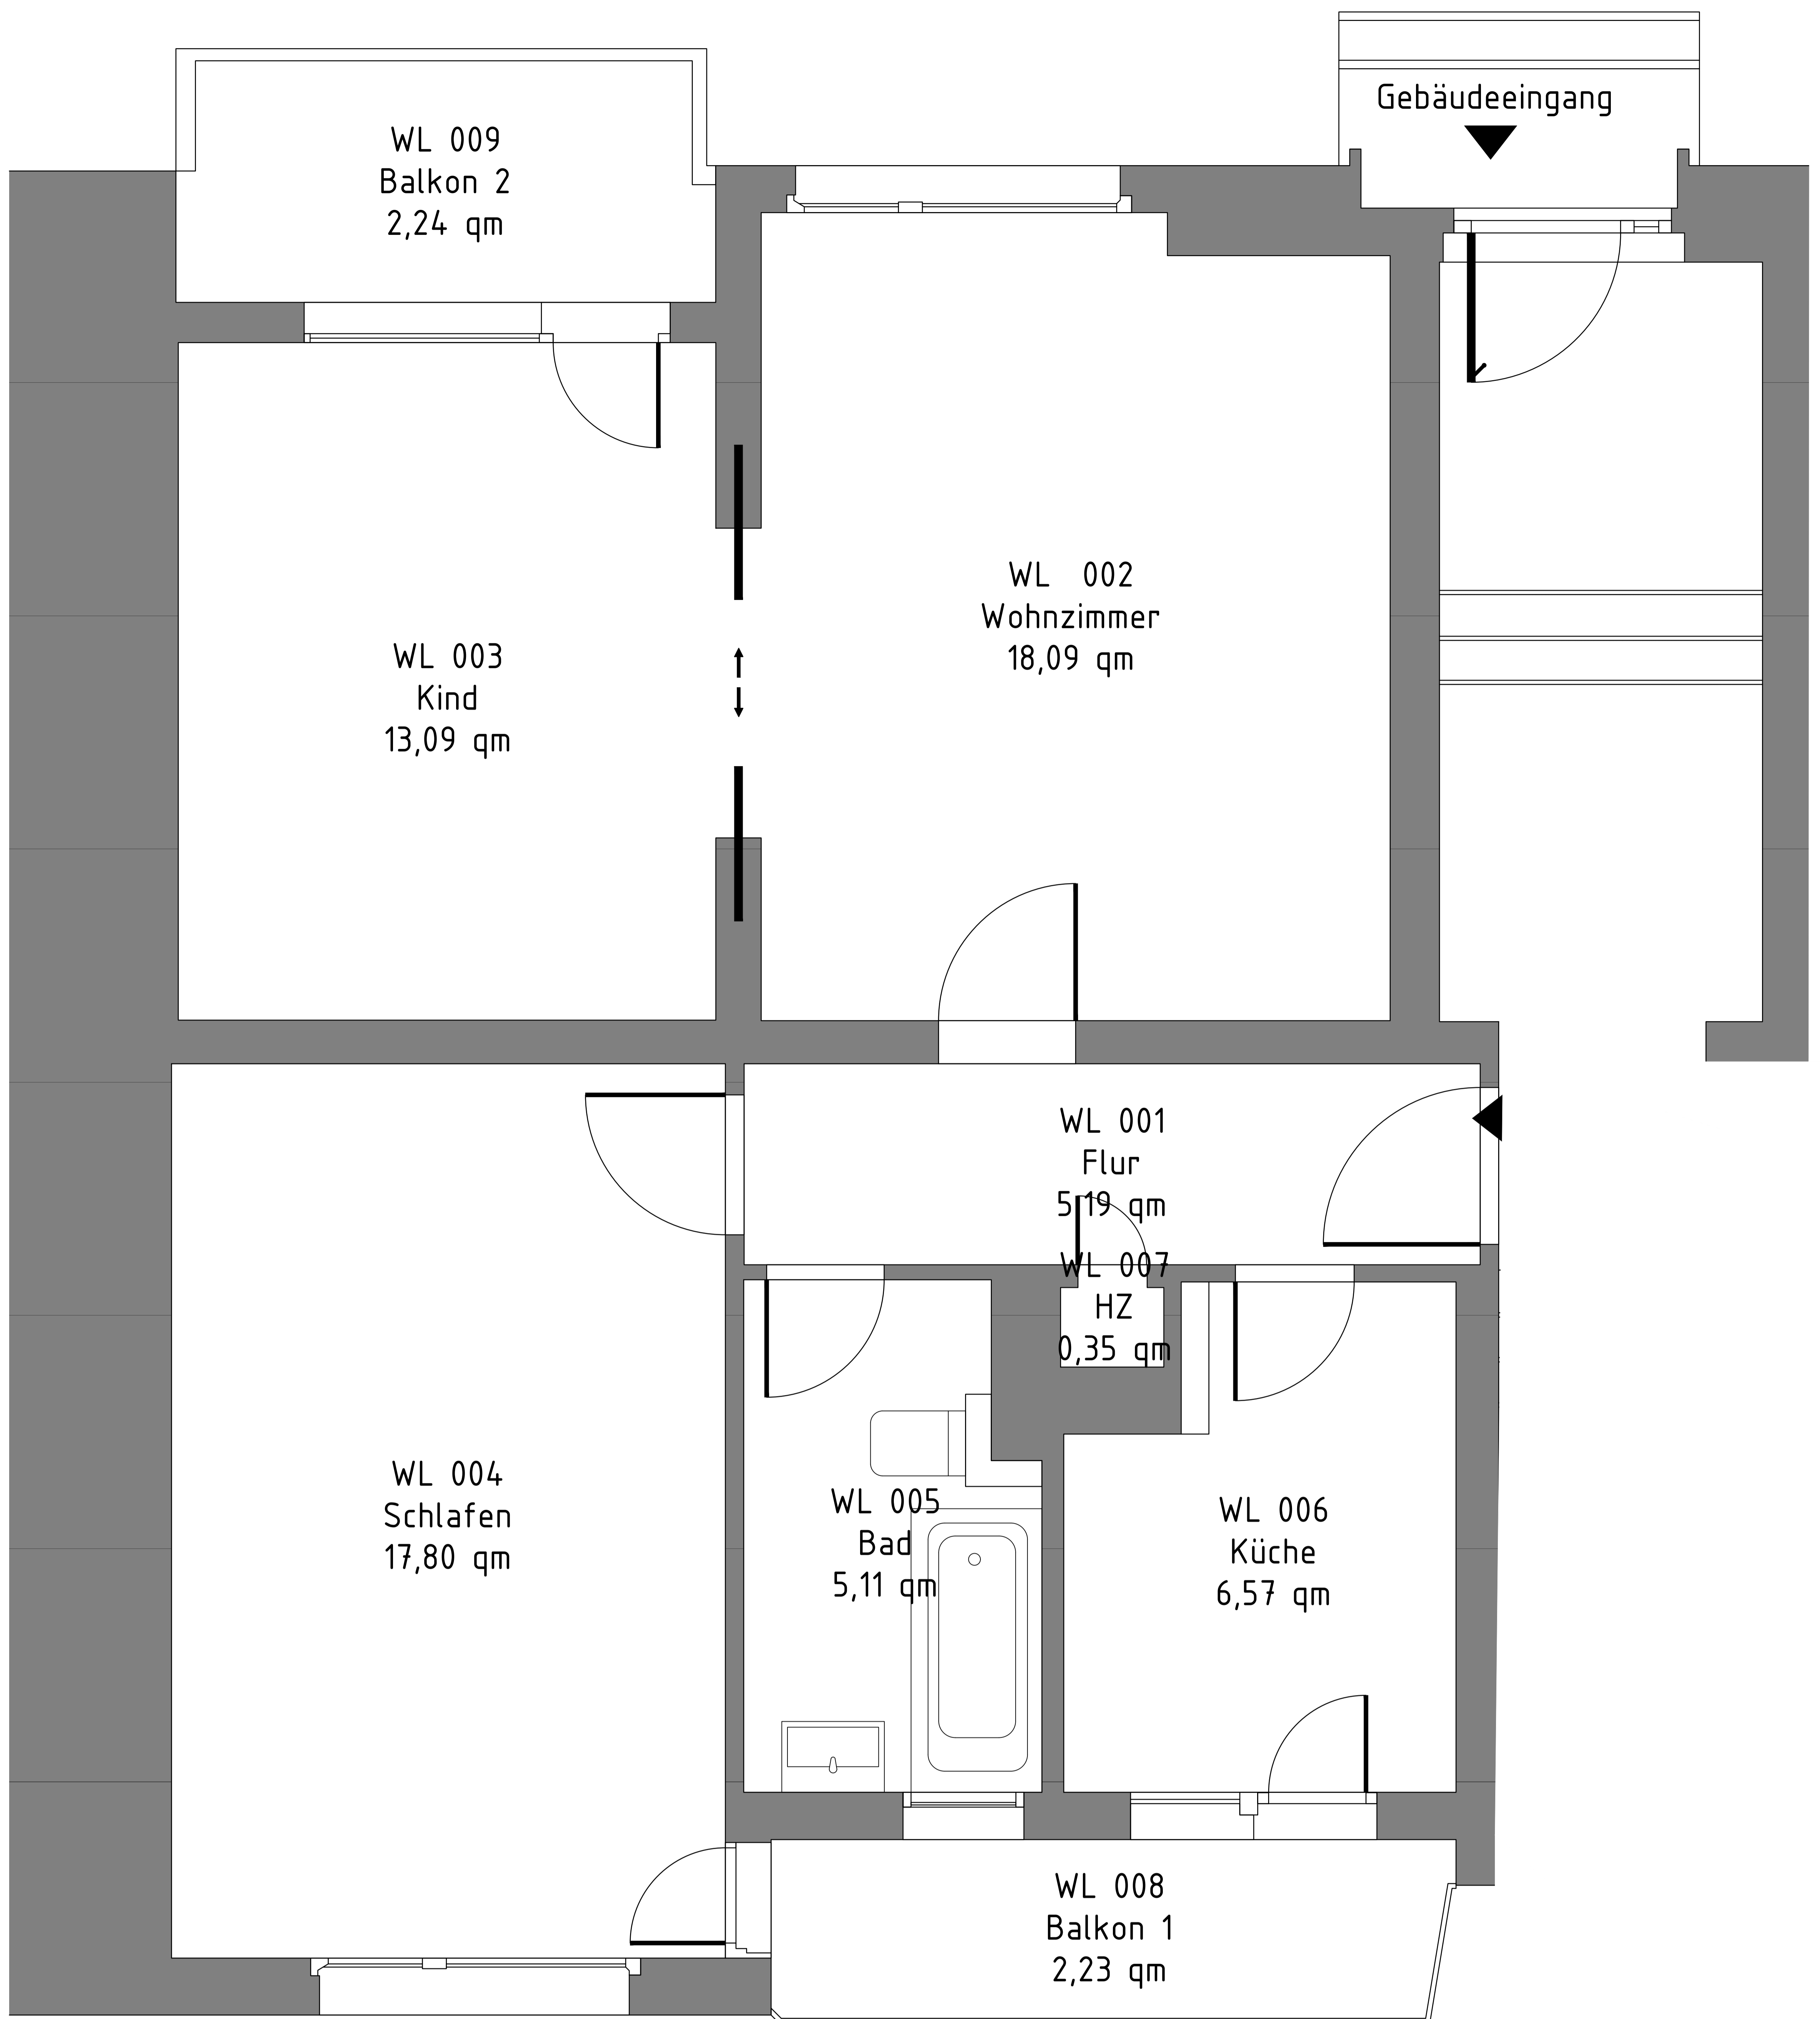 Gebäudeeingang
WL 009
Balkon 2
2,24 qm
WL 002
Wohnzimmer
18,09 qm
WL 003
Kind
13,09 qm
WL 001
Flur
5,19 qm
WL 007
HZ
0,35 qm
WL 004
Schlafen
17,80 qm
WL 005
Bad
5,11 qm
WL 006
Küche
6,57 qm
WL 008
Balkon 1
2,23 qm